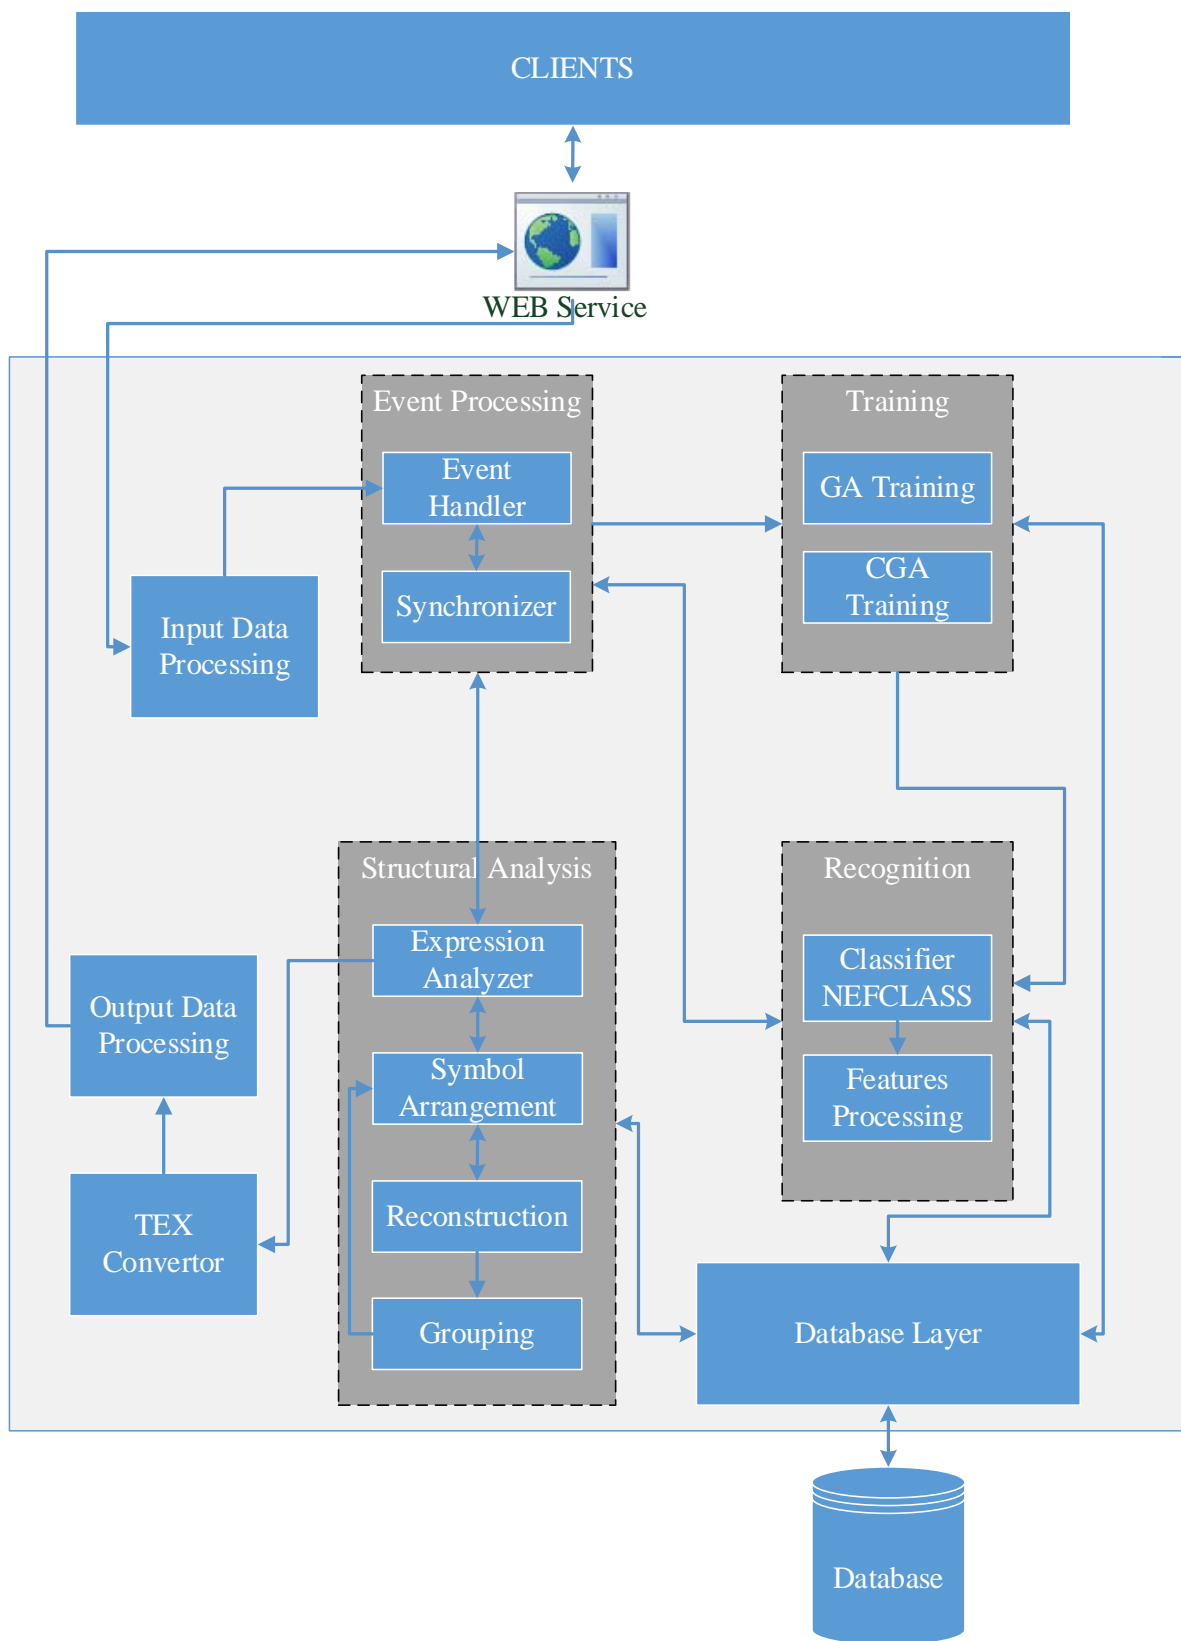 CLIENTS
WEB Service
Event Processing
Event
Handler
Synchronizer
Training
GA Training
CGA
Training
Input Data
Processing
Structural Analysis
Expression
Analyzer
Symbol
Arrangement
Reconstruction
Grouping
Recognition
Classifier
NEFCLASS
Features
Processing
Output Data
Processing
TEX
Convertor
Database Layer
Database